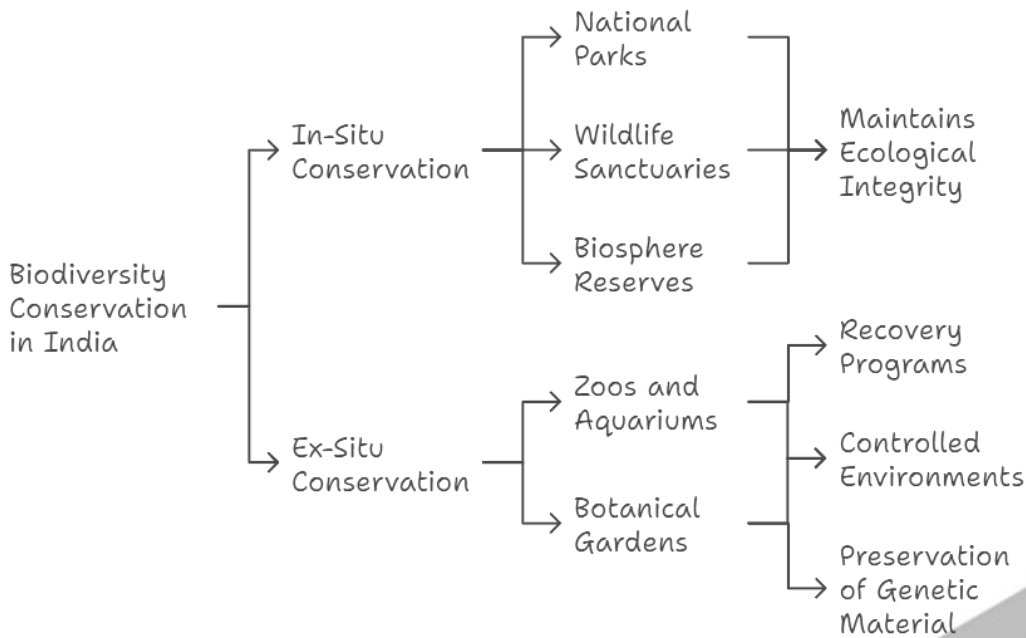 Biodiversity
Conservation
in India
In-Situ
Conservation
National
Parks
Wildlife
Sanctuaries
Biosphere
Reserves
Maintains
Ecological
Integrity
Ex-Situ
Conservation
Zoos and
Aquariums
Botanical
Gardens
Recovery
Programs
Controlled
Environments
Preservation
of Genetic
Material